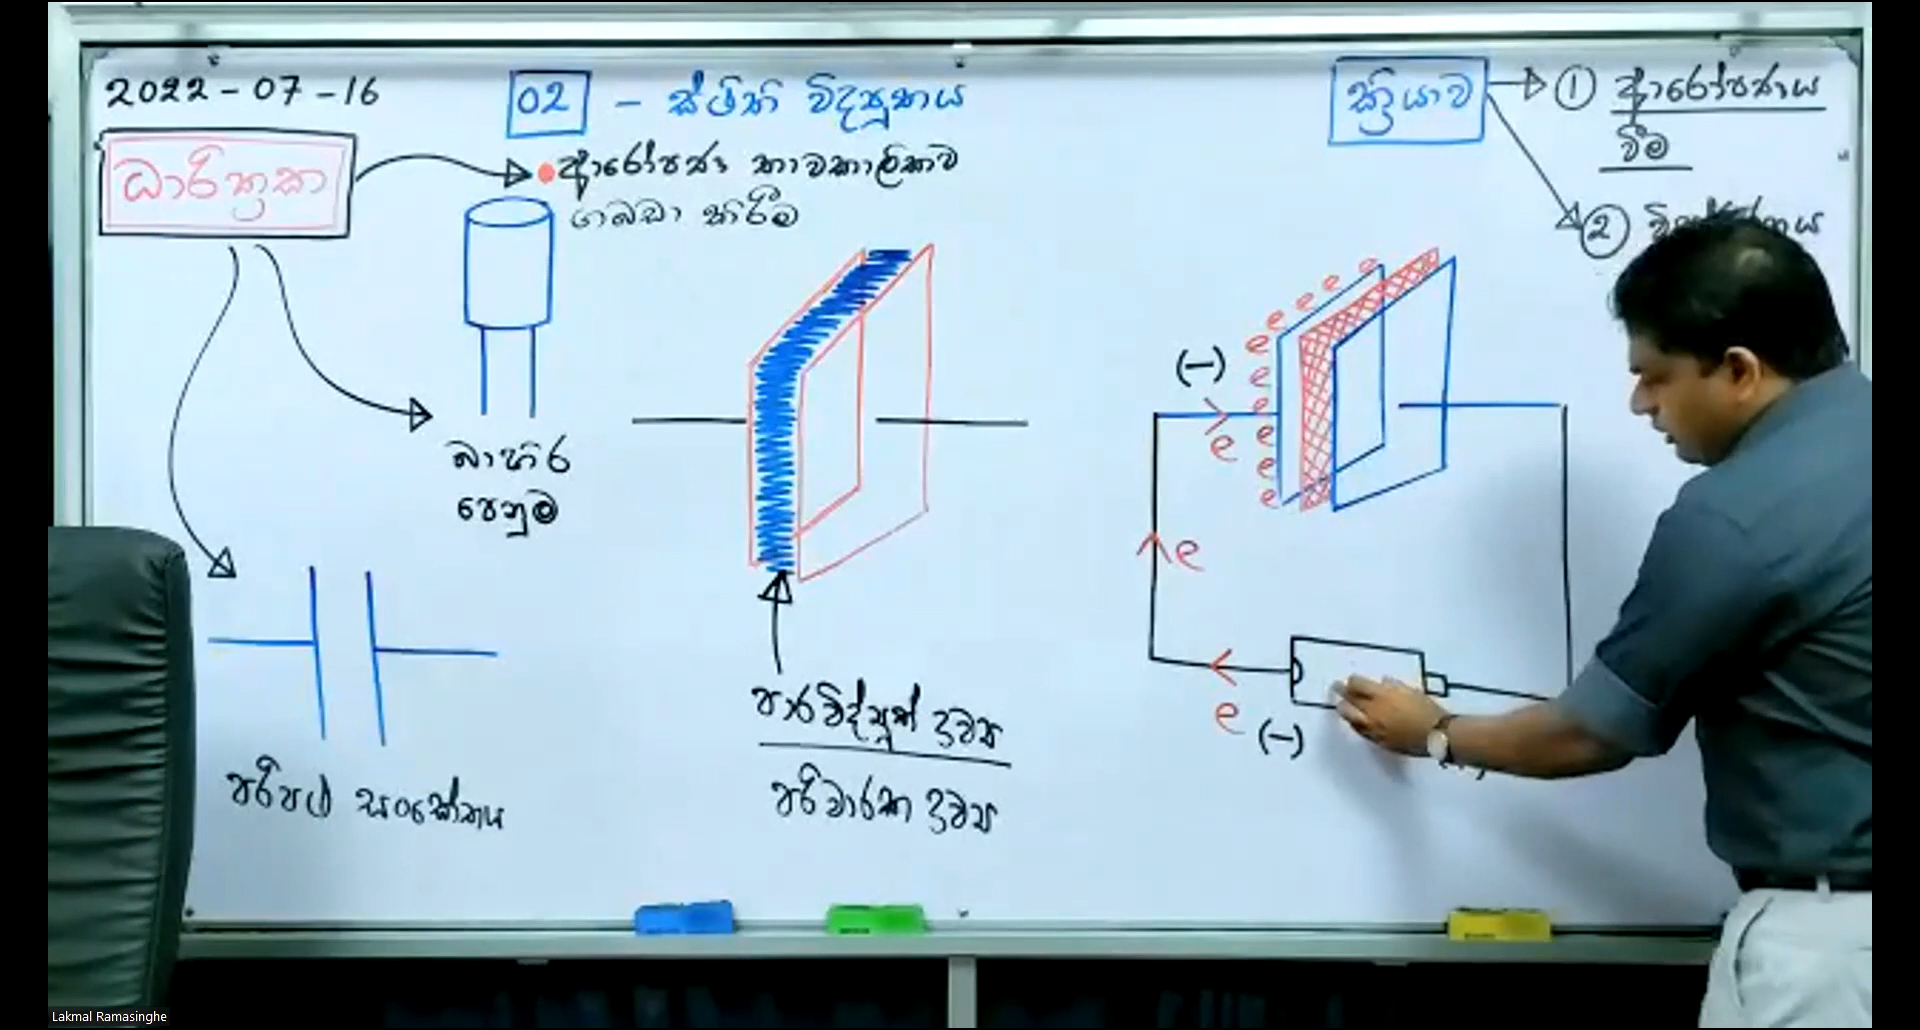 2022-07-16
02 - ස්ථිති විද්‍යුතය
ධාරිත්‍රක
ආරෝපණ තාවකාලිකව
ගබඩා කිරීම
බාහිර
පෙනුම
පරිපථ සංකේතය
පාරවිද්යුත් ද්‍රව්‍ය
පරිවාරක ද්‍රව්‍ය
ක්‍රියාව
① ආරෝපණය
වීම
②
e e e e
e e e e e e
(-)
e
e
e
(-)
Lakmal Ramasinghe